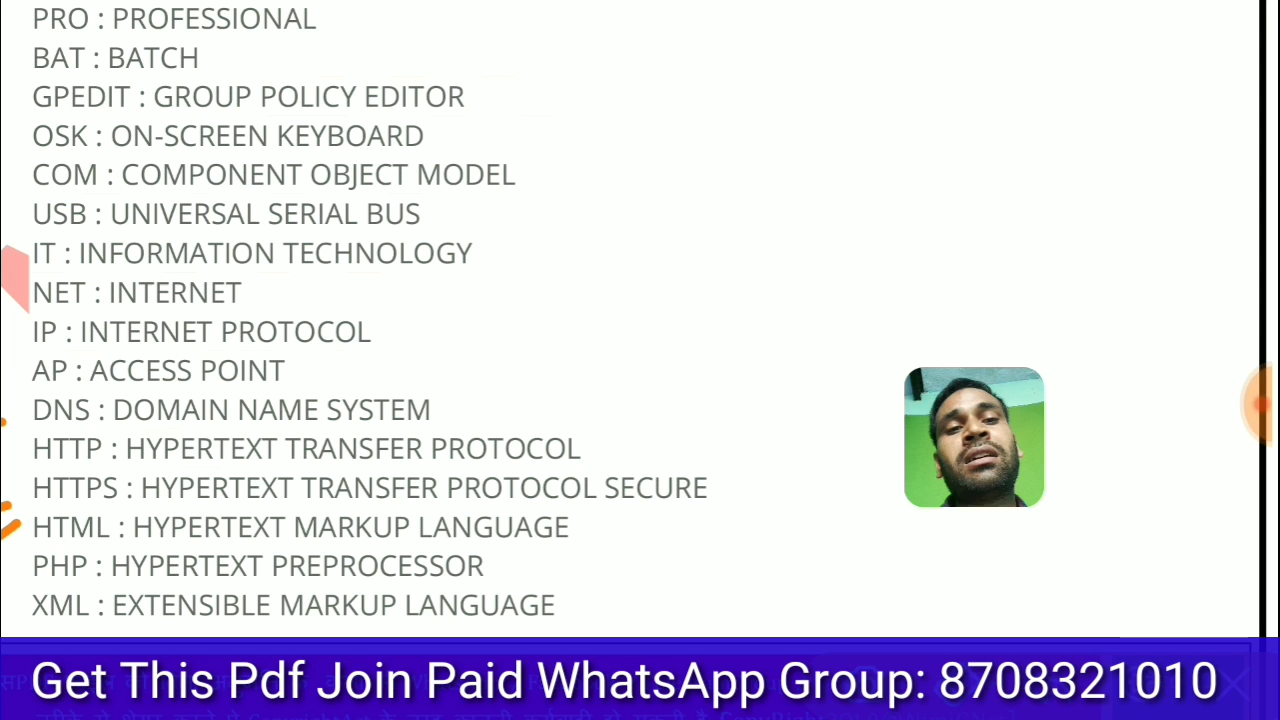 PRO : PROFESSIONAL
BAT : BATCH
GPEDIT : GROUP POLICY EDITOR
OSK : ON-SCREEN KEYBOARD
COM : COMPONENT OBJECT MODEL
USB : UNIVERSAL SERIAL BUS
IT : INFORMATION TECHNOLOGY
NET : INTERNET
IP : INTERNET PROTOCOL
AP : ACCESS POINT
DNS : DOMAIN NAME SYSTEM
HTTP : HYPERTEXT TRANSFER PROTOCOL
HTTPS : HYPERTEXT TRANSFER PROTOCOL SECURE
HTML : HYPERTEXT MARKUP LANGUAGE
PHP : HYPERTEXT PREPROCESSOR
XML : EXTENSIBLE MARKUP LANGUAGE
Get This Pdf Join Paid WhatsApp Group: 8708321010